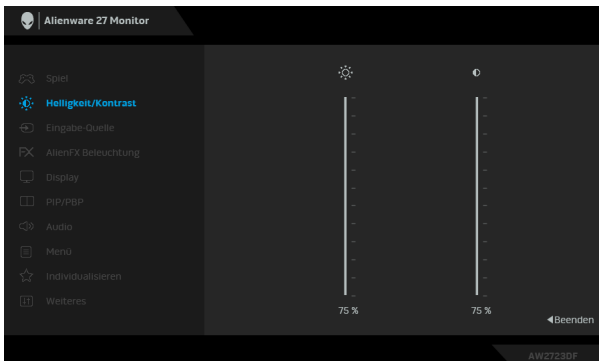 Alienware 27 Monitor
Spiel
Helligkeit/Kontrast
Eingabe-Quelle
FX AlienFX Beleuchtung
Display
PIP/PBP
Audio
Menü
Individualisieren
Weiteres
75 % 75 %
Beenden
AW2723DF